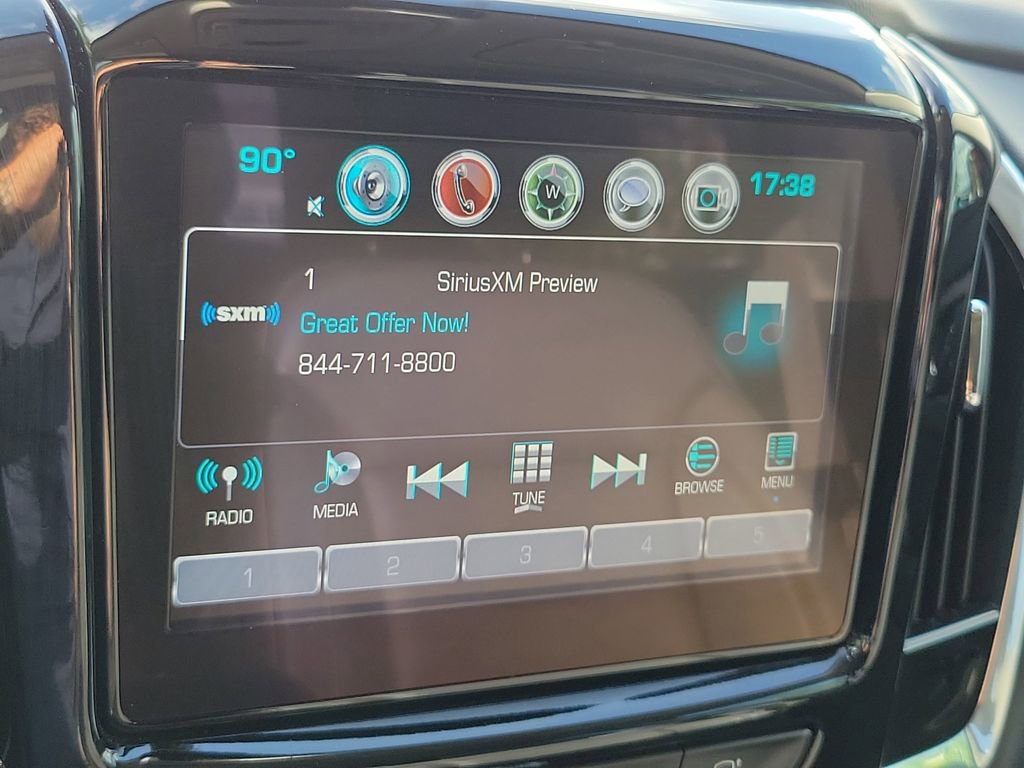 90°
W
17:38
1
SiriusXM Preview
sxm
Great Offer Now!
844-711-8800
RADIO
MEDIA
TUNE
BROWSE
MENU
1
2
3
4
5